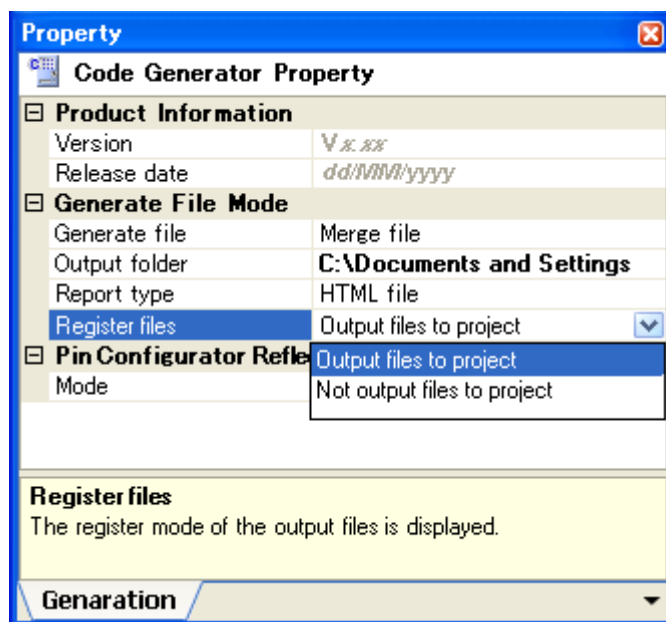 Property
Code Generator Property
Product Information
Version Vx.xx
Release date dd/MM/yyyy
Generate File Mode
Generate file Merge file
Output folder C:\Documents and Settings
Report type HTML file
Register files Output files to project
Pin Configurator Refle Output files to project
Mode Not output files to project
Register files
The register mode of the output files is displayed.
Genaration